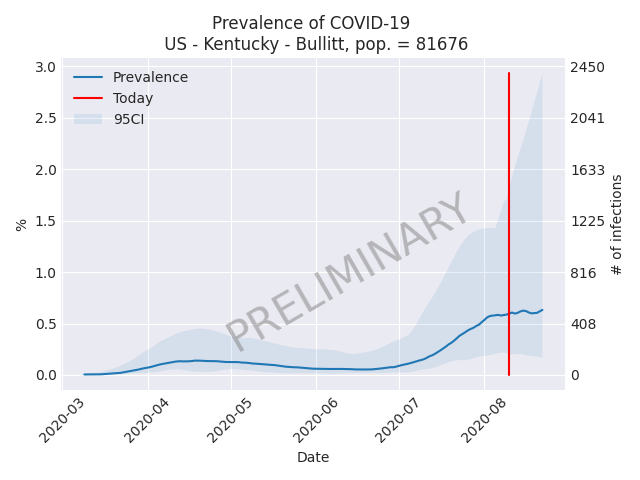 Prevalence of COVID-19
US - Kentucky - Bullitt, pop. = 81676
Prevalence
Today
95CI
PRELIMINARY
%
3.0
2.5
2.0
1.5
1.0
0.5
0.0
2450
2041
1633
1225
816
408
0
# of infections
2020-03
2020-04
2020-05
2020-06
2020-07
2020-08
Date